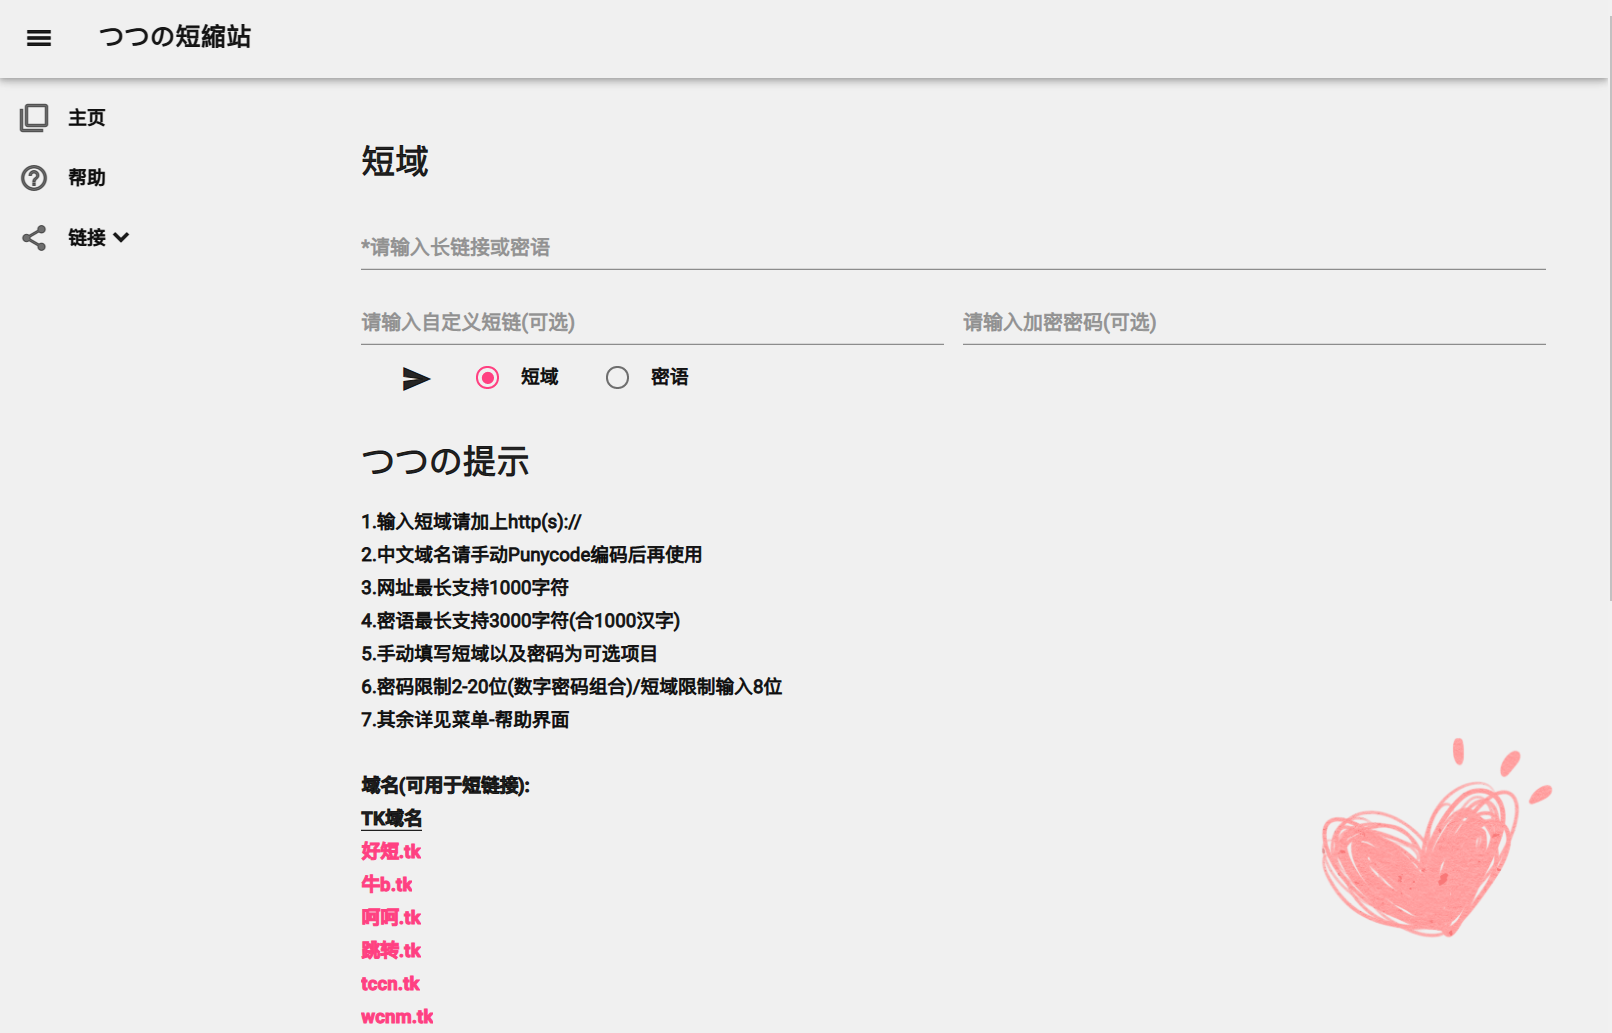 つつの短縮站
主页
帮助
链接
短域
*请输入长链接或密语
请输入自定义短链(可选)
请输入加密密码(可选)
短域
密语
つつの提示
1.输入短域请加上http(s)://
2.中文域名请手动Punycode编码后再使用
3.网址最长支持1000字符
4.密语最长支持3000字符(合1000汉字)
5.手动填写短域以及密码为可选项目
6.密码限制2-20位(数字密码组合)/短域限制输入8位
7.其余详见菜单-帮助界面
域名(可用于短链接):
TK域名
好短.tk
牛b.tk
呵呵.tk
跳转.tk
tccn.tk
wcnm.tk